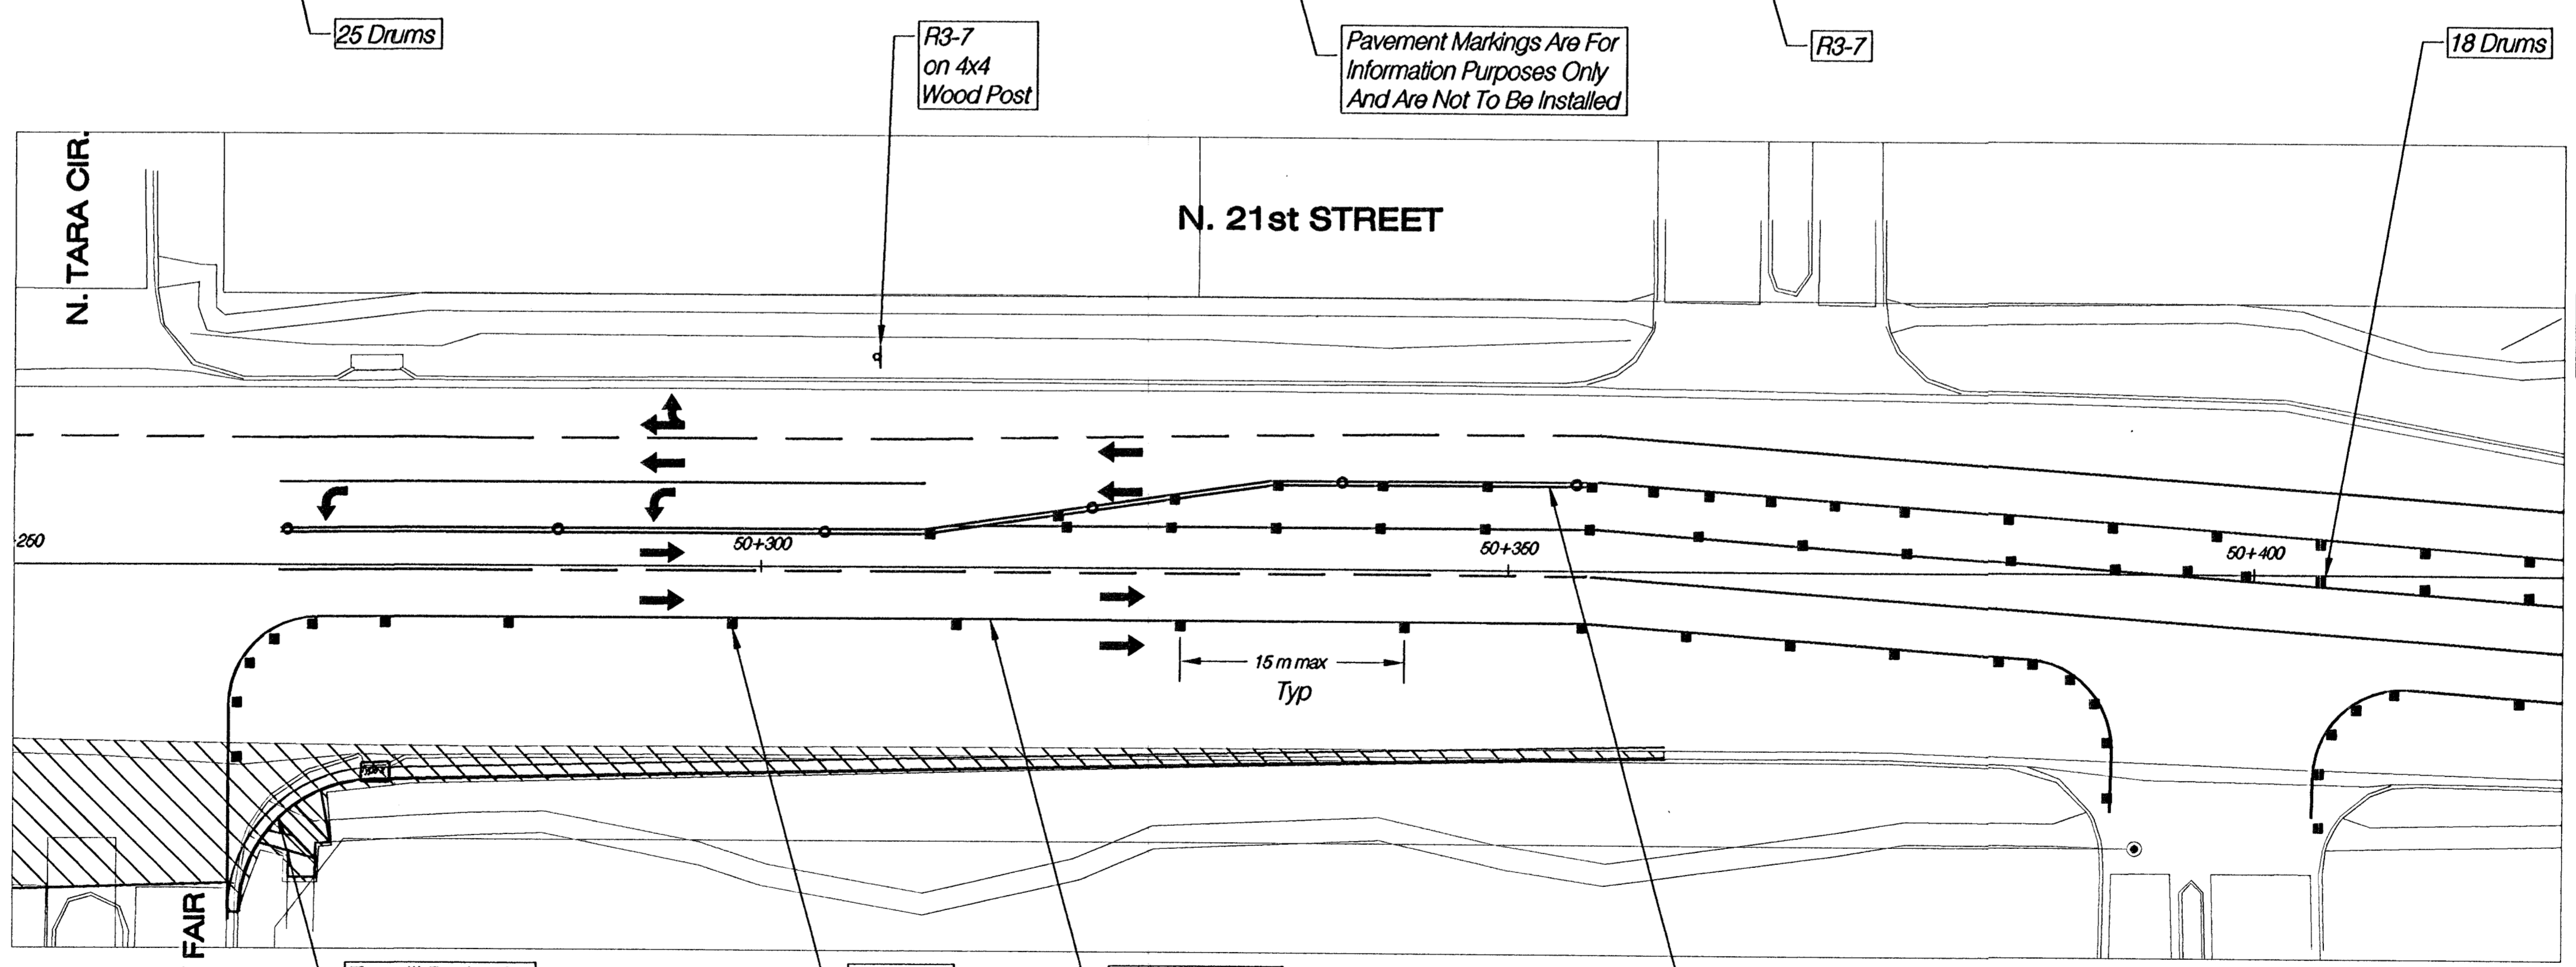 25 Drums
R3-7
on 4x4
Wood Post
Pavement Markings Are For
Information Purposes Only
And Are Not To Be Installed
R3-7
18 Drums
N. TARA CIR.
N. 21st STREET
50+300
50+350
50+400
15 m max
Typ
FAIR